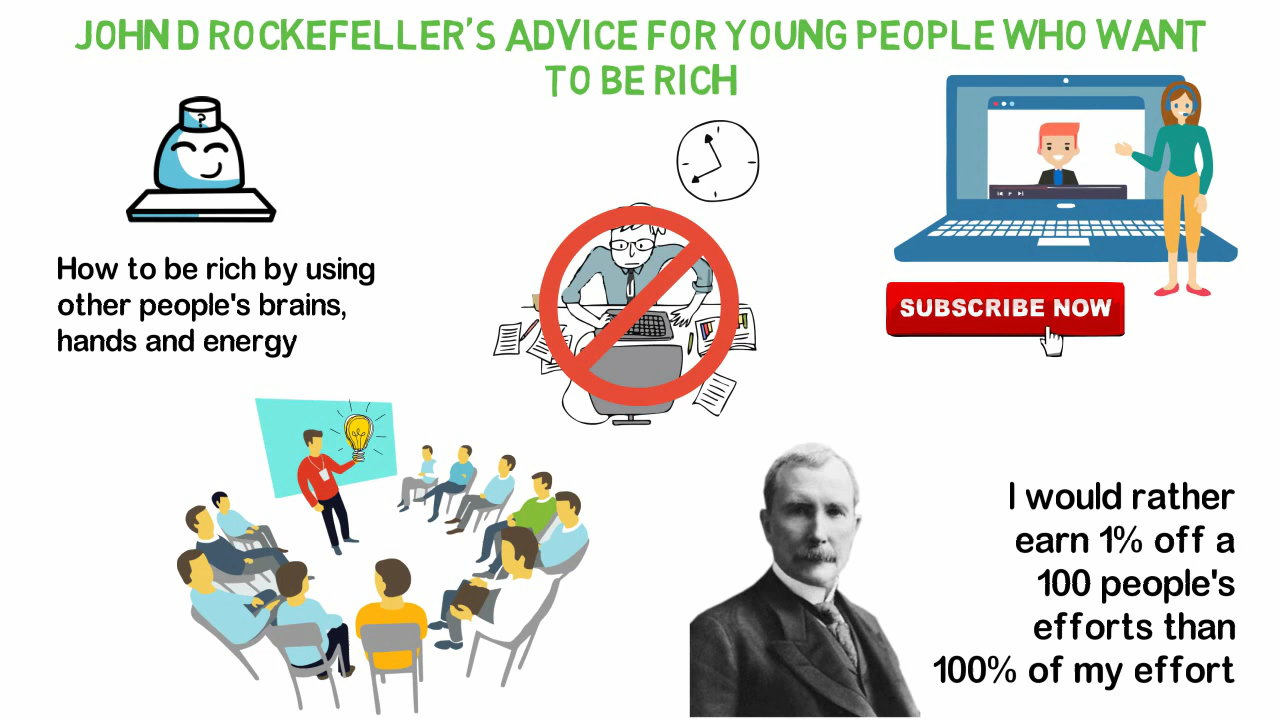 JOHN D ROCKEFELLER'S ADVICE FOR YOUNG PEOPLE WHO WANT
TO BE RICH
?
How to be rich by using
other people's brains,
hands and energy
SUBSCRIBE NOW
I would rather
earn 1% off a
100 people's
efforts than
100% of my effort